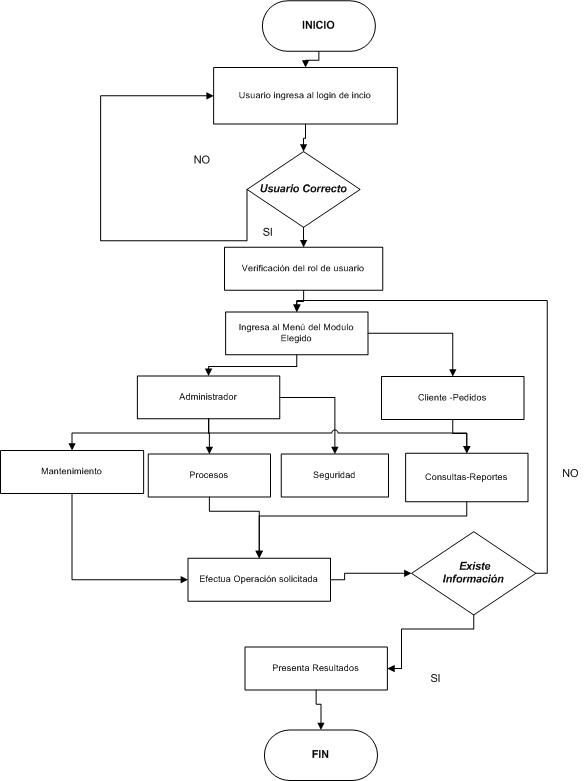 INICIO
Usuario ingresa al login de incio
NO
Usuario Correcto
SI
Verificación del rol de usuario
Ingresa al Menú del Modulo
Elegido
Administrador
Cliente -Pedidos
Mantenimiento
Procesos
Seguridad
Consultas-Reportes
NO
Efectua Operación solicitada
Existe
Información
Presenta Resultados
SI
FIN